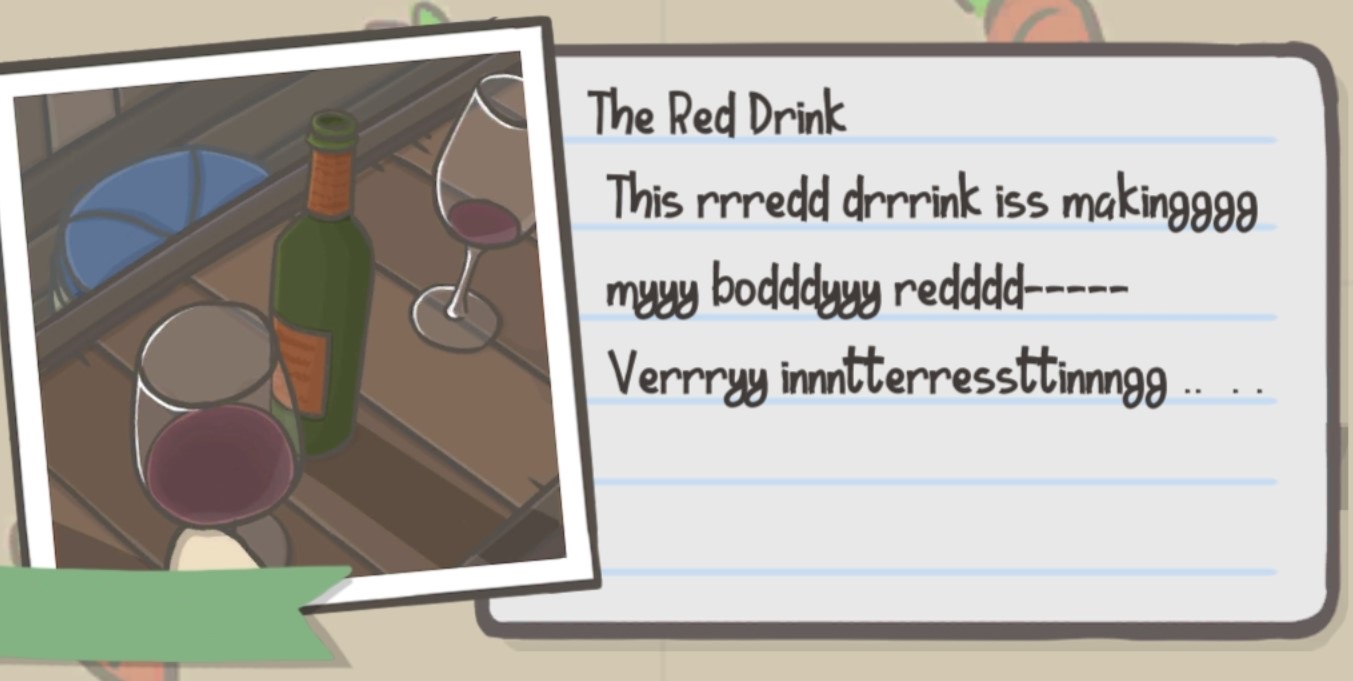 The Red Drink
This rrredd drrrink iss makingggg
myyy bodddyyy redddd-----
Verrryy innntterressttinnngg .. . .